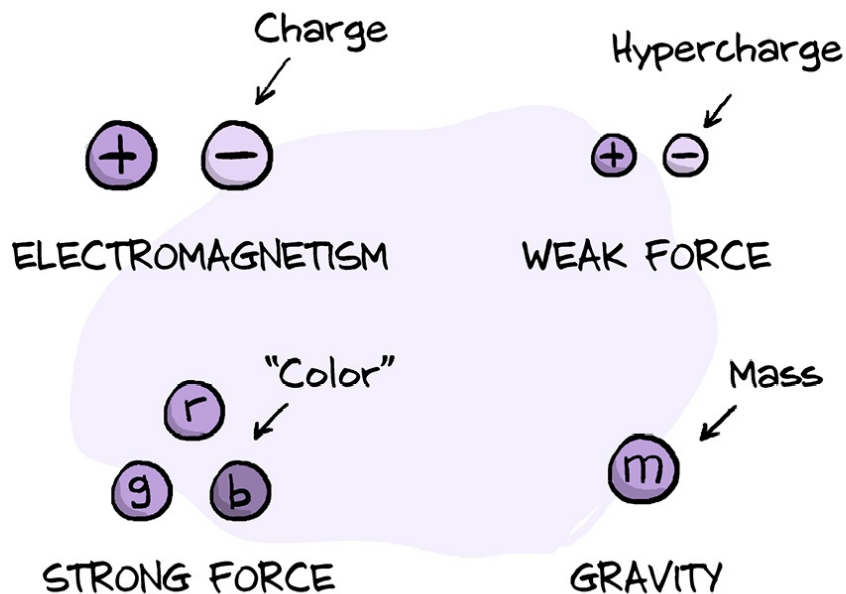 Charge
+ −
ELECTROMAGNETISM
Hypercharge
+ −
WEAK FORCE
"Color"
r
g b
STRONG FORCE
Mass
m
GRAVITY